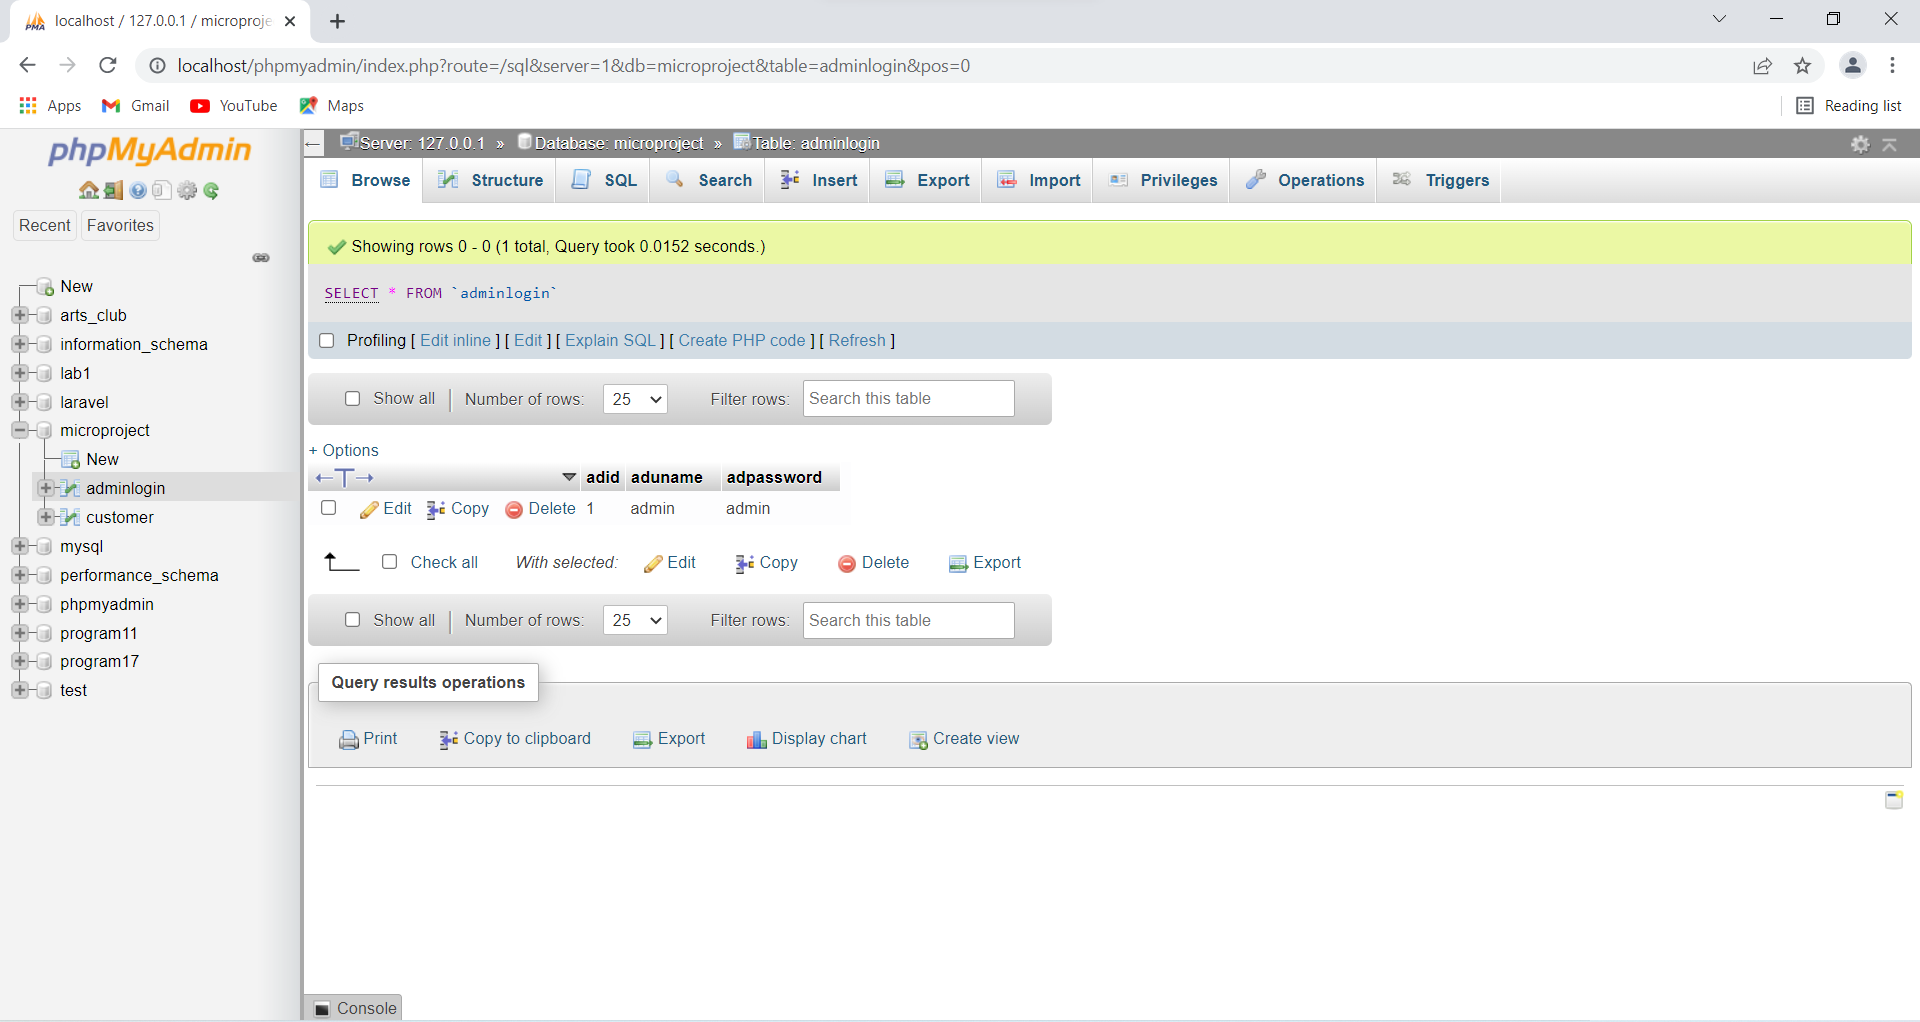 localhost / 127.0.0.1 / microproje
localhost/phpmyadmin/index.php?route=/sql&server=1&db=microproject&table=adminlogin&pos=0
Apps Gmail YouTube Maps Reading list
phpMyAdmin
Recent Favorites
New
arts_club
information_schema
lab1
laravel
microproject
New
adminlogin
customer
mysql
performance_schema
phpmyadmin
program11
program17
test
Server: 127.0.0.1 » Database: microproject » Table: adminlogin
Browse Structure SQL Search Insert Export Import Privileges Operations Triggers
Showing rows 0 - 0 (1 total, Query took 0.0152 seconds.)
SELECT * FROM `adminlogin`
Profiling [ Edit inline ] [ Edit ] [ Explain SQL ] [ Create PHP code ] [ Refresh ]
Show all Number of rows: 25 Filter rows: Search this table
+ Options
←T→ adid aduname adpassword
Edit Copy Delete 1 admin admin
Check all With selected: Edit Copy Delete Export
Show all Number of rows: 25 Filter rows: Search this table
Query results operations
Print Copy to clipboard Export Display chart Create view
Console